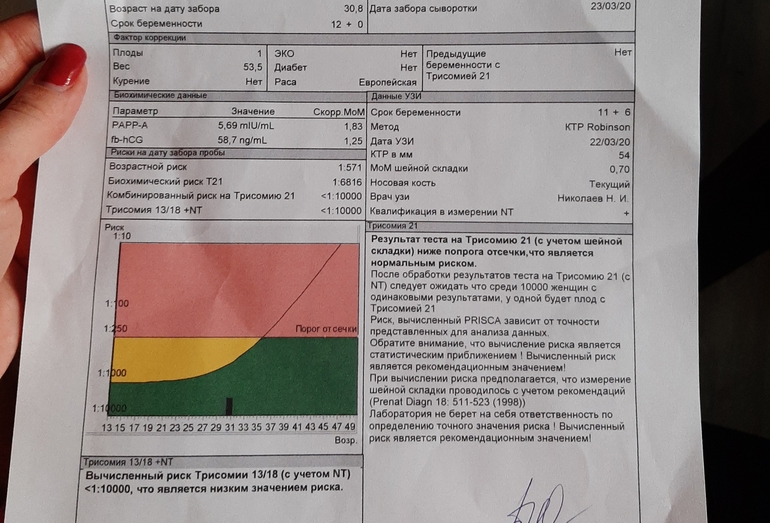 Возраст на дату забора 30,8
Срок беременности 12 + 0
Дата забора сыворотки 23/03/20
Фактор коррекции
Плоды 1
Вес 53,5
Курение Нет
ЭКО Нет
Диабет Нет
Раса Европейская
Предыдущие Нет
беременности с
Трисомией 21
Биохимические данные
Параметр Значение Скорр.МоМ
PAPP-A 5,69 mIU/mL 1,83
fb-hCG 58,7 ng/mL 1,25
Риски на дату забора пробы
Возрастной риск 1:571
Биохимический риск Т21 1:6816
Комбинированный риск на Трисомию 21 <1:10000
Трисомия 13/18 +NT <1:10000
Данные УЗИ
Срок беременности 11 + 6
Метод КТР Robinson
Дата УЗИ 22/03/20
КТР в мм 54
МоМ шейной складки 0,70
Носовая кость Текущий
Врач узи Николаев Н. И.
Квалификация в измерении NT +
Риск
1:10
1:100
1:250
Порог отсечки
1:1000
1:10000
13 15 17 19 21 23 25 27 29 31 33 35 37 39 41 43 45 47 49
Возр.
Трисомия 21
Результат теста на Трисомию 21 (с учетом шейной
складки) ниже попрога отсечки,что является
нормальным риском.
После обработки результатов теста на Трисомию 21 (с
NT) следует ожидать что среди 10000 женщин с
одинаковыми результатами, у одной будет плод с
Трисомией 21
Риск, вычисленный PRISCA зависит от точности
представленных для анализа данных.
Обратите внимание, что вычисление риска является
статистическим приближением ! Вычисленный риск
является рекомендационным значением!
При вычислении риска предполагается, что измерение
шейной складки проводилось с учетом рекомендаций
(Prenat Diagn 18: 511-523 (1998))
Лаборатория не берет на себя ответственность по
определению точного значения риска ! Вычисленный
риск является рекомендационным значением!
Трисомия 13/18 +NT
Вычисленный риск Трисомии 13/18 (с учетом NT)
<1:10000, что является низким значением риска.